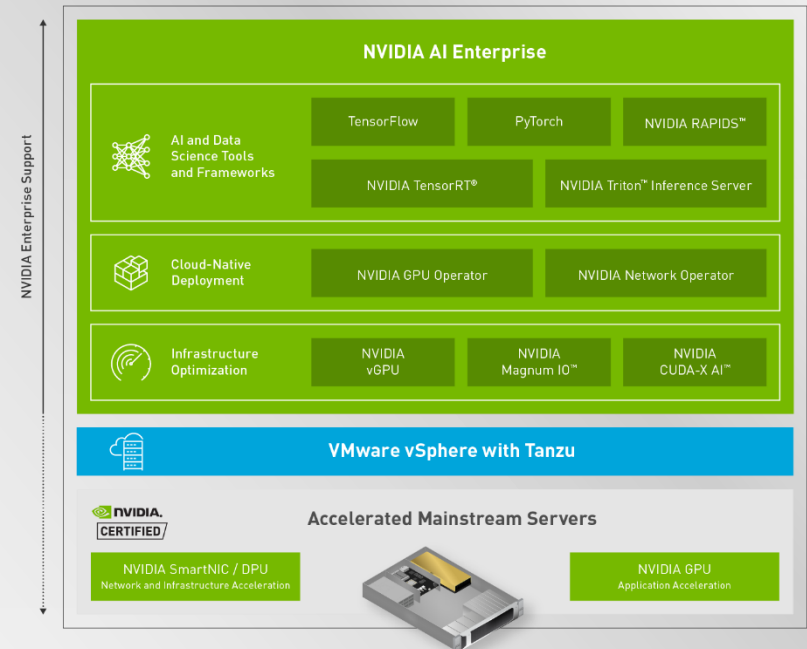 NVIDIA Enterprise Support
NVIDIA AI Enterprise
AI and Data
Science Tools
and Frameworks
TensorFlow
PyTorch
NVIDIA RAPIDS™
NVIDIA TensorRT®
NVIDIA Triton™ Inference Server
Cloud-Native
Deployment
NVIDIA GPU Operator
NVIDIA Network Operator
Infrastructure
Optimization
NVIDIA
vGPU
NVIDIA
Magnum IO™
NVIDIA
CUDA-X AI™
VMware vSphere with Tanzu
NVIDIA.
CERTIFIED
Accelerated Mainstream Servers
NVIDIA SmartNIC / DPU
Network and Infrastructure Acceleration
NVIDIA GPU
Application Acceleration